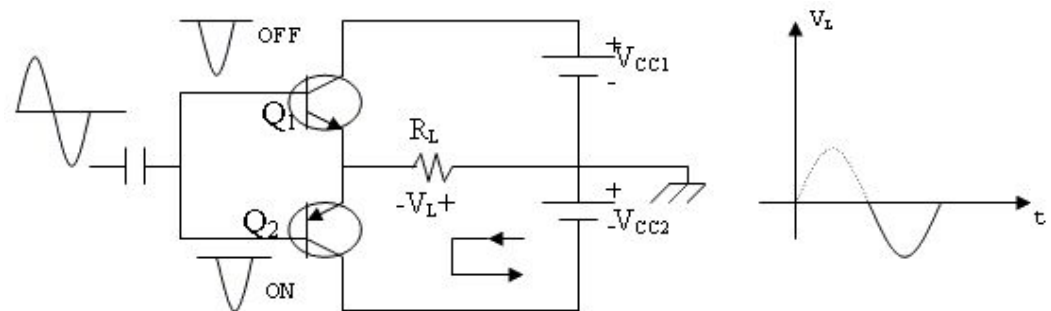 OFF
Q1
+
VCC1
-
RL
-VL+
Q2
+
-VCC2
ON
VL
t